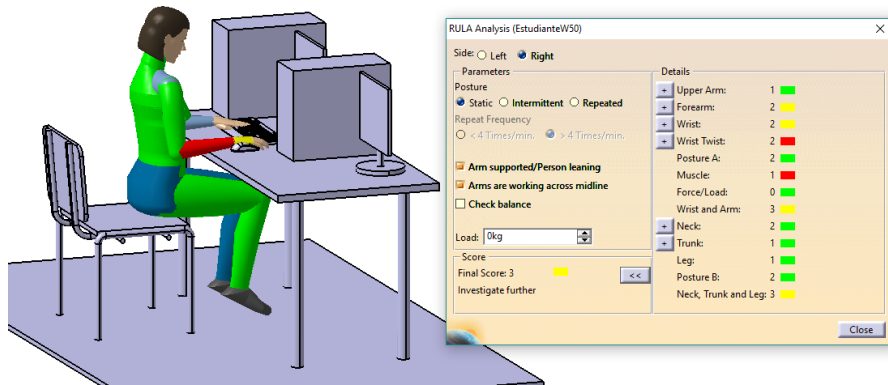 RULA Analysis (EstudianteW50)
Side: Left Right
Parameters
Posture
Static Intermittent Repeated
Repeat Frequency
< 4 Times/min. > 4 Times/min.
Arm supported/Person leaning
Arms are working across midline
Check balance
Load: 0kg
Score
Final Score: 3
<<
Investigate further
Details
+ Upper Arm: 1
+ Forearm: 2
+ Wrist: 2
+ Wrist Twist: 2
Posture A: 2
Muscle: 1
Force/Load: 0
Wrist and Arm: 3
+ Neck: 2
+ Trunk: 1
Leg: 1
Posture B: 2
Neck, Trunk and Leg: 3
Close